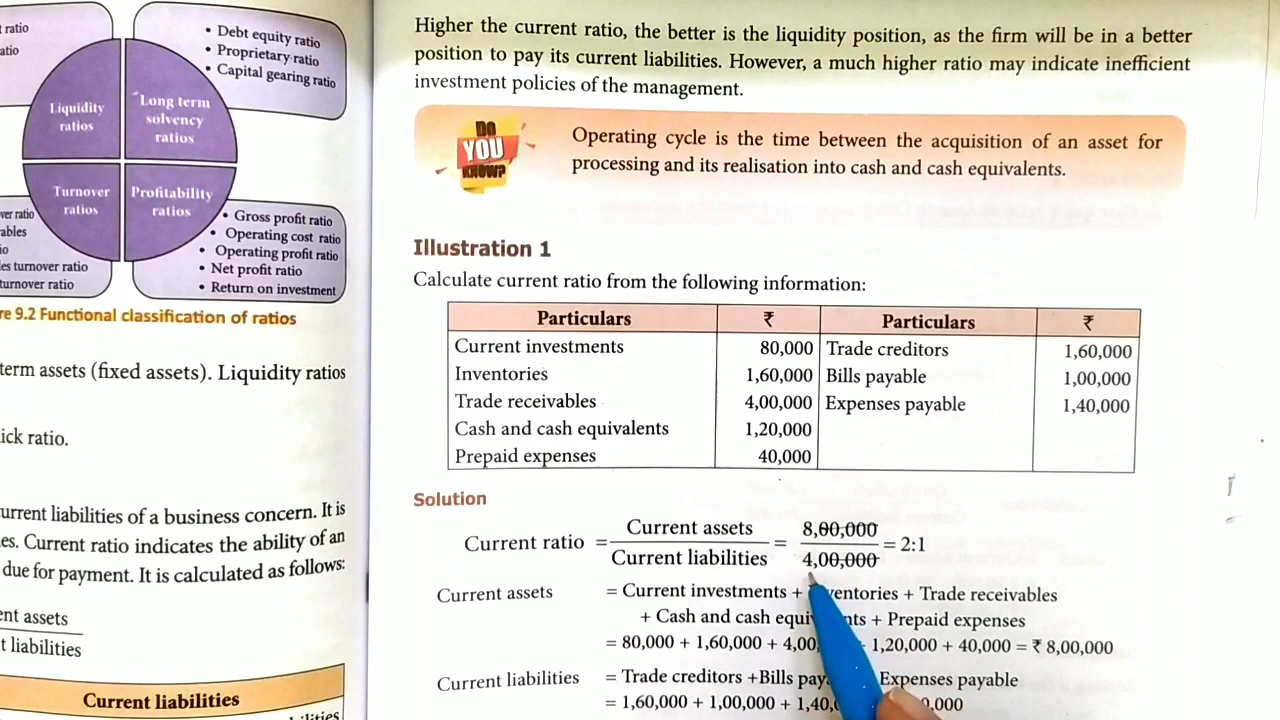 ratio
atio
• Debt equity ratio
• Proprietary ratio
• Capital gearing ratio
Liquidity
ratios
Long term
solvency
ratios
Turnover
ratios
Profitability
ratios
ver ratio
ables
io
es turnover ratio
turnover ratio
• Gross profit ratio
• Operating cost ratio
• Operating profit ratio
• Net profit ratio
• Return on investment
re 9.2 Functional classification of ratios
term assets (fixed assets). Liquidity ratios
ick ratio.
urrent liabilities of a business concern. It is
es. Current ratio indicates the ability of an
due for payment. It is calculated as follows:
ent assets
t liabilities
Current liabilities
Higher the current ratio, the better is the liquidity position, as the firm will be in a better
position to pay its current liabilities. However, a much higher ratio may indicate inefficient
investment policies of the management.
DO
YOU
KNOW?
Operating cycle is the time between the acquisition of an asset for
processing and its realisation into cash and cash equivalents.
Illustration 1
Calculate current ratio from the following information:
Particulars ₹ Particulars ₹
Current investments 80,000 Trade creditors 1,60,000
Inventories 1,60,000 Bills payable 1,00,000
Trade receivables 4,00,000 Expenses payable 1,40,000
Cash and cash equivalents 1,20,000
Prepaid expenses 40,000
Solution
Current ratio = Current assets / Current liabilities = 8,00,000 / 4,00,000 = 2:1
Current assets = Current investments + entories + Trade receivables
+ Cash and cash equi nts + Prepaid expenses
= 80,000 + 1,60,000 + 4,00, 1,20,000 + 40,000 = ₹ 8,00,000
Current liabilities = Trade creditors +Bills pay Expenses payable
= 1,60,000 + 1,00,000 + 1,40, 0,000